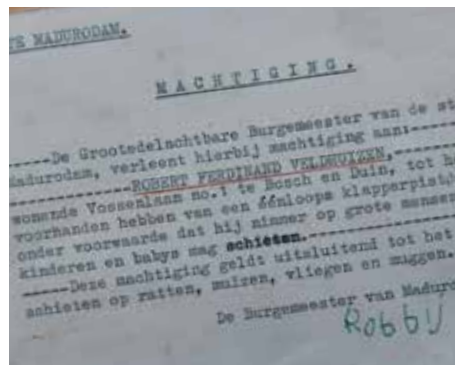 TE MADURODAM.
MACHTIGING.
-----De Grootedelachtbare Burgemeester van de st
Madurodam, verleent hierbij machtiging aan:-----
-----ROBERT FERDINAND VELDHUIZEN,-----
wonende Vossenlaan no.1 te Bosch en Duin, tot h
voorhanden hebben van een éénloops klapperpist
onder voorwaarde dat hij nimmer op grote mensen
kinderen en babys mag schieten.-----
-----Deze machtiging geldt uitsluitend tot het
schieten op ratten, muizen, vliegen en muggen.
De Burgemeester van Maduro
Robby